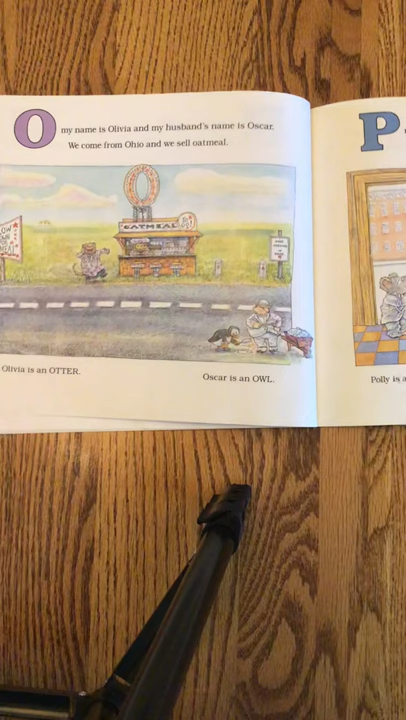 O my name is Olivia and my husband's name is Oscar.
We come from Ohio and we sell oatmeal.
OATMEAL
Olivia is an OTTER.
Oscar is an OWL.
P
Polly is a